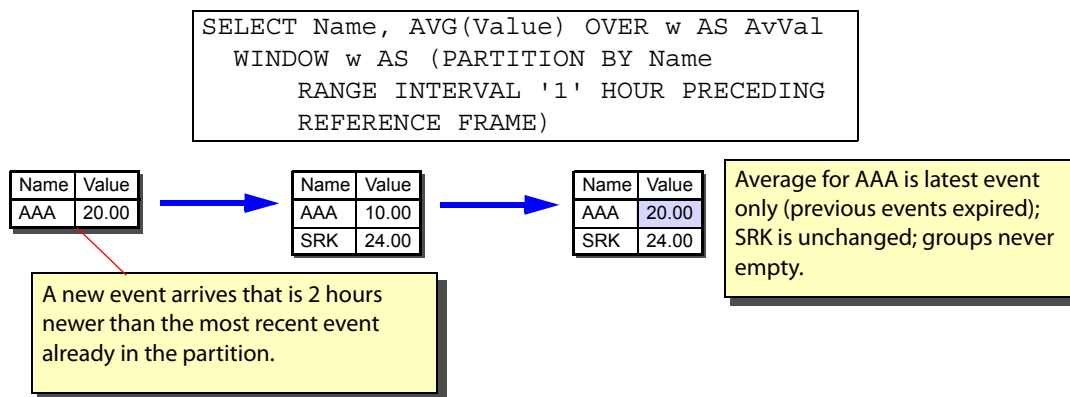 SELECT Name, AVG(Value) OVER w AS AvVal
WINDOW w AS (PARTITION BY Name
RANGE INTERVAL '1' HOUR PRECEDING
REFERENCE FRAME)
Name Value
AAA 20.00
Name Value
AAA 10.00
SRK 24.00
Name Value
AAA 20.00
SRK 24.00
Average for AAA is latest event
only (previous events expired);
SRK is unchanged; groups never
empty.
A new event arrives that is 2 hours
newer than the most recent event
already in the partition.